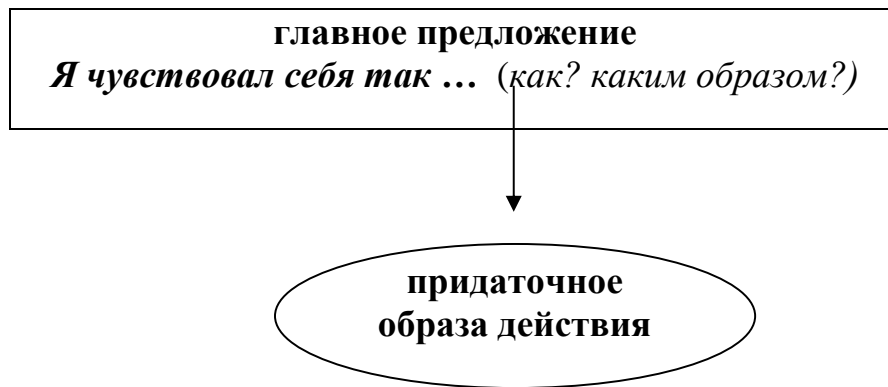 главное предложение
Я чувствовал себя так … (как? каким образом?)
придаточное
образа действия